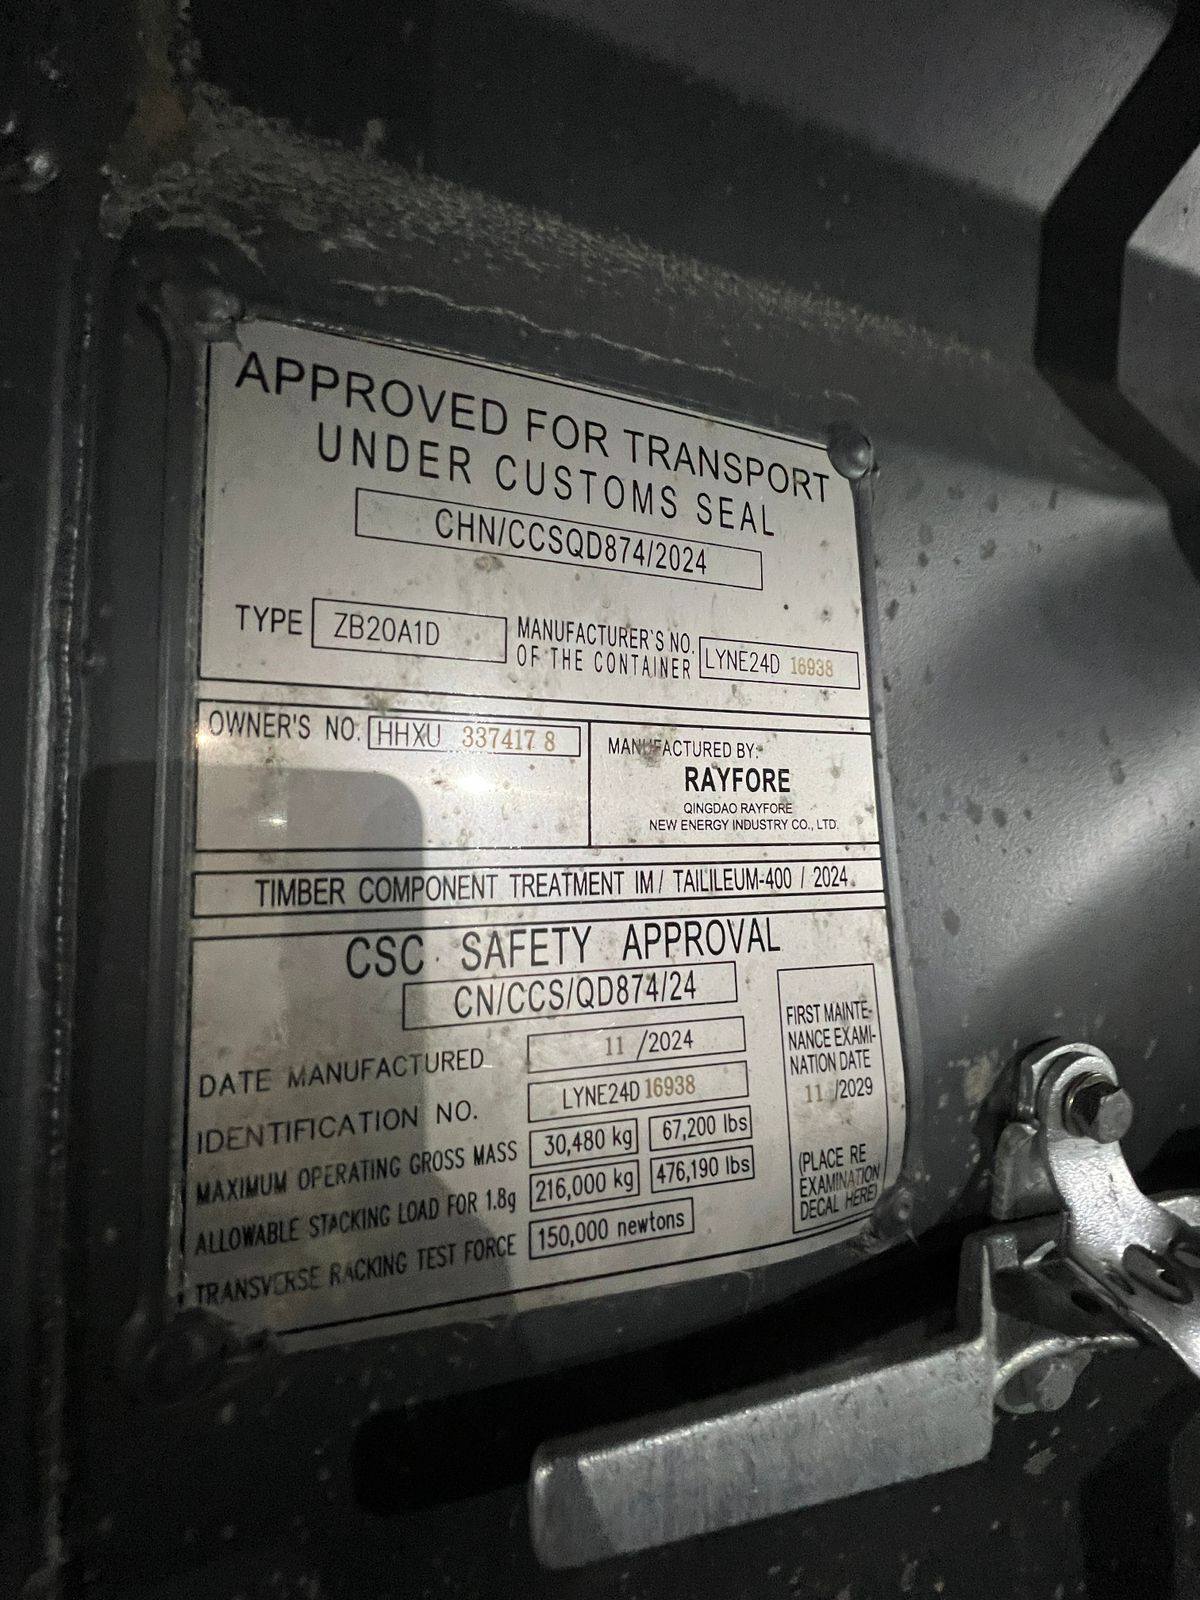 APPROVED FOR TRANSPORT
UNDER CUSTOMS SEAL
CHN/CCSQD874/2024
TYPE ZB20A1D
MANUFACTURER'S NO.
OF THE CONTAINER
LYNE24D 16938
OWNER'S NO. HHXU 337417 8
MANUFACTURED BY:
RAYFORE
QINGDAO RAYFORE
NEW ENERGY INDUSTRY CO., LTD.
TIMBER COMPONENT TREATMENT IM / TAILILEUM-400 / 2024
CSC SAFETY APPROVAL
CN/CCS/QD874/24
DATE MANUFACTURED 11 /2024
IDENTIFICATION NO. LYNE24D 16938
MAXIMUM OPERATING GROSS MASS 30,480 kg 67,200 lbs
ALLOWABLE STACKING LOAD FOR 1.8g 216,000 kg 476,190 lbs
TRANSVERSE RACKING TEST FORCE 150,000 newtons
FIRST MAINTE-
NANCE EXAMI-
NATION DATE
11 /2029
(PLACE RE
EXAMINATION
DECAL HERE)